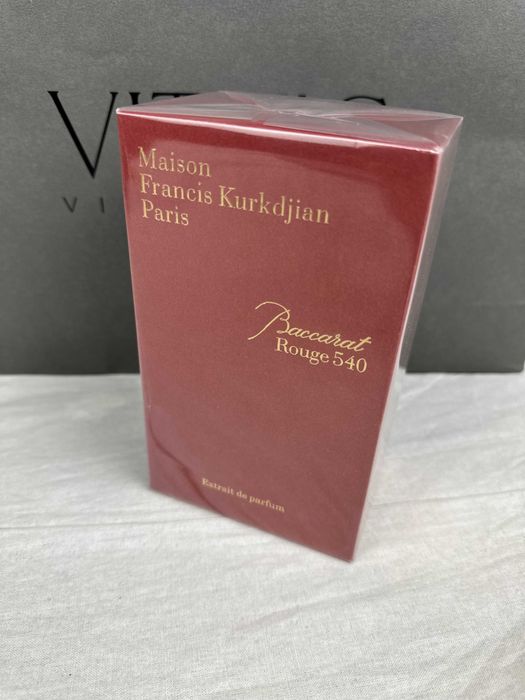 Maison
Francis Kurkdjian
Paris
Baccarat
Rouge 540
Extrait de parfum